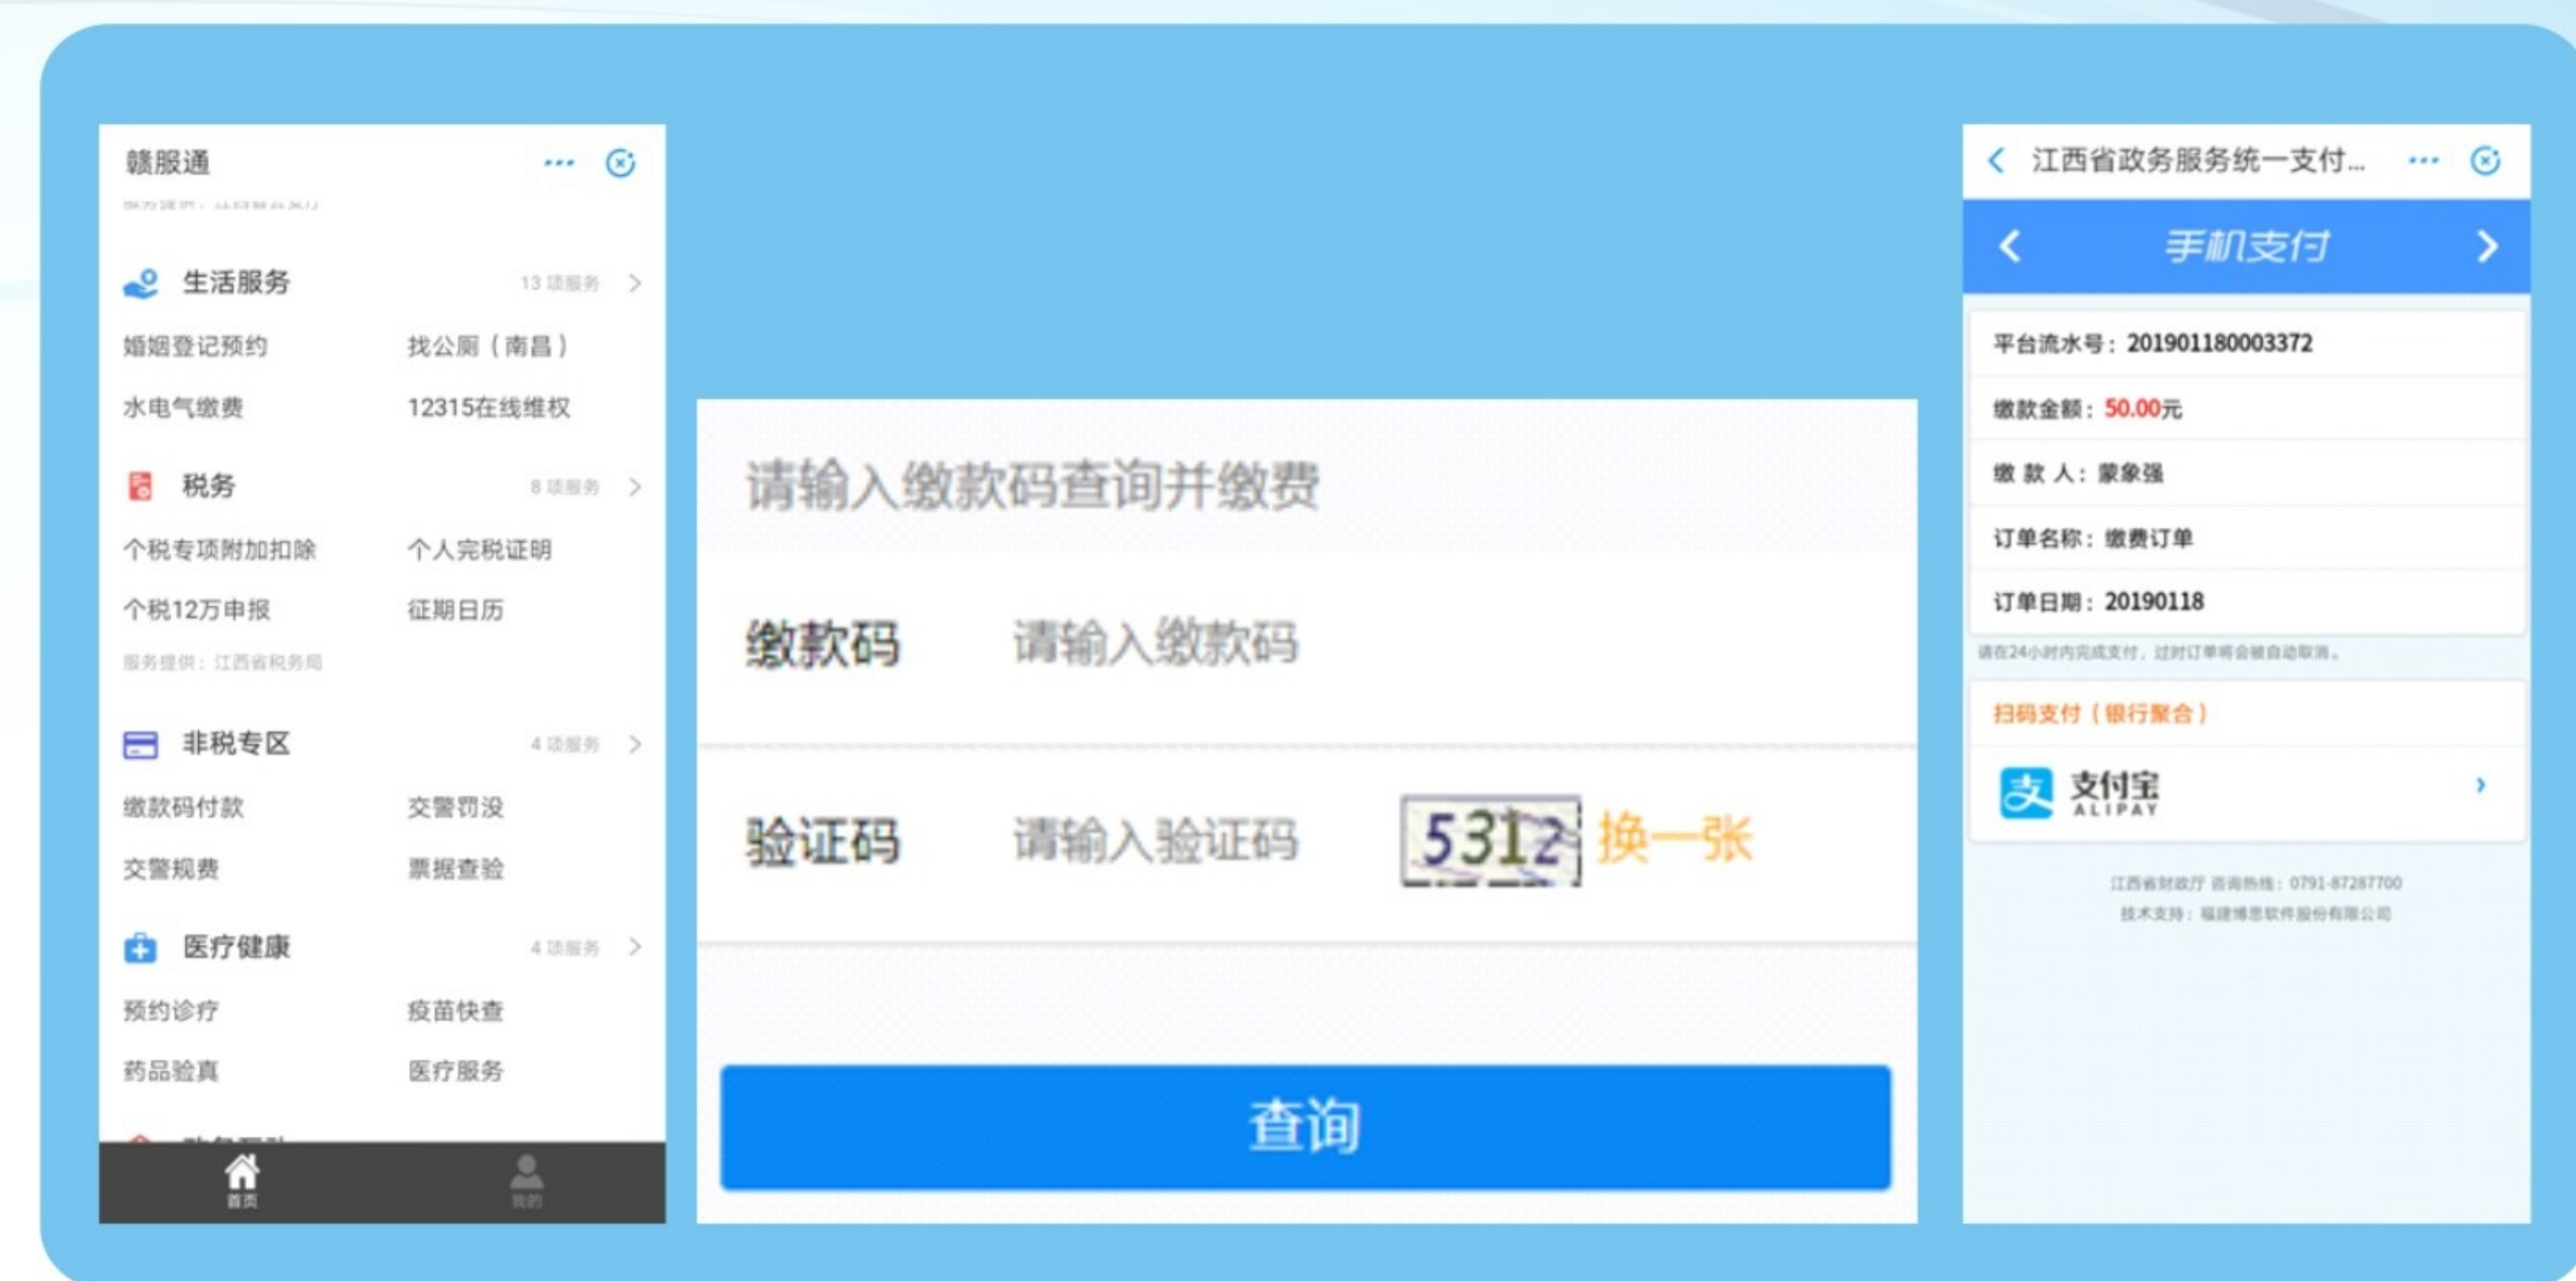 赣服通
生活服务 13 项服务
婚姻登记预约 找公厕（南昌）
水电气缴费 12315在线维权
税务 8 项服务
个税专项附加扣除 个人完税证明
个税12万申报 征期日历
服务提供：江西省税务局
非税专区 4 项服务
缴款码付款 交警罚没
交警规费 票据查验
医疗健康 4 项服务
预约诊疗 疫苗快查
药品验真 医疗服务
首页 我的
请输入缴款码查询并缴费
缴款码 请输入缴款码
验证码 请输入验证码 5312 换一张
查询
江西省政务服务统一支付...
手机支付
平台流水号：201901180003372
缴款金额：50.00元
缴 款 人：蒙象强
订单名称：缴费订单
订单日期：20190118
请在24小时内完成支付，过时订单将会被自动取消。
扫码支付（银行聚合）
支 支付宝
ALIPAY
江西省财政厅 咨询热线：0791-87287700
技术支持：福建博思软件股份有限公司